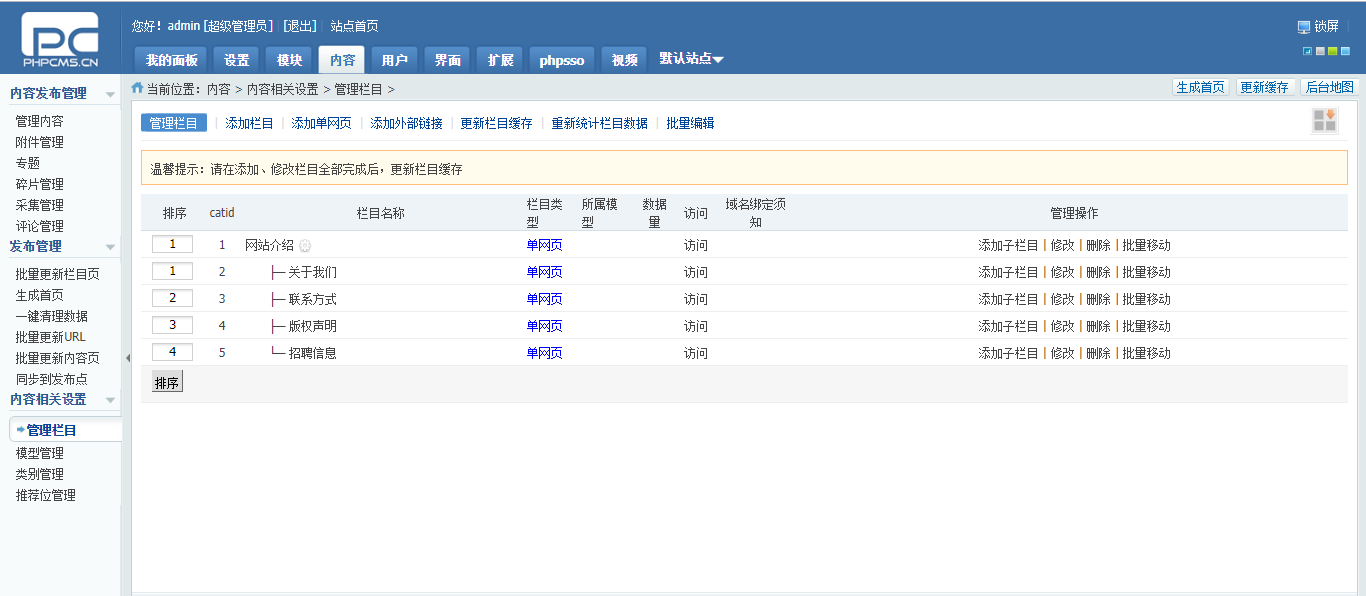 PHPCMS.CN
您好！admin [超级管理员] | [退出] | 站点首页
锁屏
我的面板 设置 模块 内容 用户 界面 扩展 phpsso 视频 默认站点
内容发布管理
管理内容
附件管理
专题
碎片管理
采集管理
评论管理
发布管理
批量更新栏目页
生成首页
一键清理数据
批量更新URL
批量更新内容页
同步到发布点
内容相关设置
管理栏目
模型管理
类别管理
推荐位管理
当前位置：内容 > 内容相关设置 > 管理栏目 >
生成首页 更新缓存 后台地图
管理栏目 | 添加栏目 | 添加单网页 | 添加外部链接 | 更新栏目缓存 | 重新统计栏目数据 | 批量编辑
温馨提示：请在添加、修改栏目全部完成后，更新栏目缓存
排序 catid 栏目名称 栏目类型 所属模型 数据量 访问 域名绑定须知 管理操作
1 1 网站介绍 单网页 访问 添加子栏目 | 修改 | 删除 | 批量移动
1 2 ├─ 关于我们 单网页 访问 添加子栏目 | 修改 | 删除 | 批量移动
2 3 ├─ 联系方式 单网页 访问 添加子栏目 | 修改 | 删除 | 批量移动
3 4 ├─ 版权声明 单网页 访问 添加子栏目 | 修改 | 删除 | 批量移动
4 5 └─ 招聘信息 单网页 访问 添加子栏目 | 修改 | 删除 | 批量移动
排序